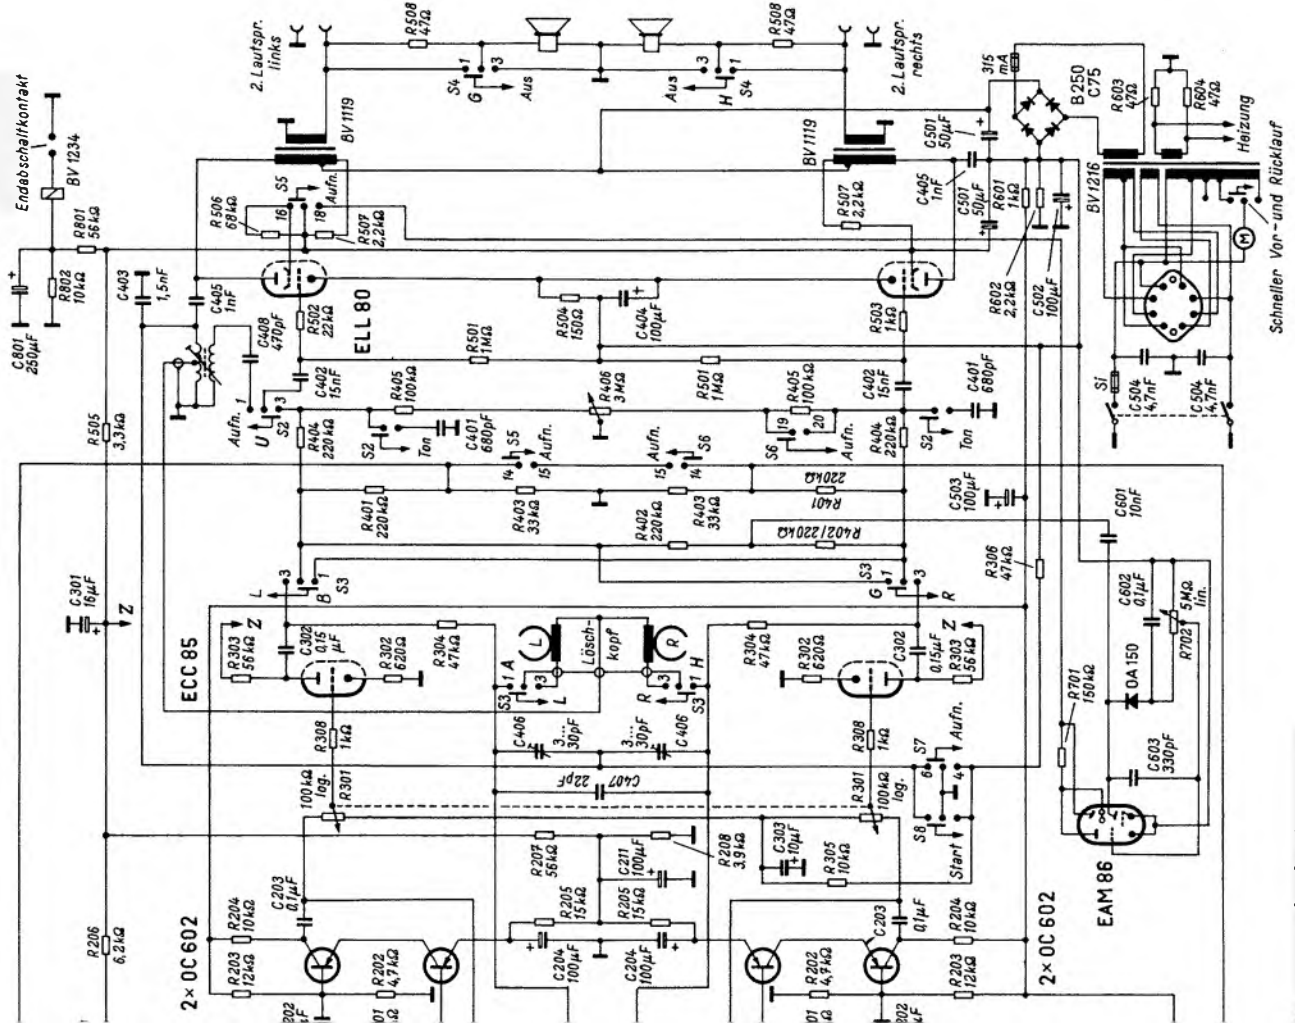 Endabschaltkontakt
BV 1234
2. Lautspr.
links
R508
47Ω
S4
1
3
G
Aus
R508
47Ω
3
1
S4
H
Aus
2. Lautspr.
rechts
315
mA
B 250
C 75
R603
47Ω
R604
47Ω
Heizung
Schneller Vor- und Rücklauf
BV 1119
BV 1119
BV 1216
M
C801
250µF
+
R802
10kΩ
R801
56kΩ
C403
1,5nF
C405
1nF
C408
470pF
R506
68kΩ
S5
16
18
Aufn.
R507
2,2kΩ
R507
2,2kΩ
C405
1nF
C501
50µF
C501
50µF
+
+
R601
1kΩ
R602
2,2kΩ
C502
100µF
+
R502
22kΩ
ELL 80
R504
150Ω
C404
100µF
+
R503
1kΩ
R501
1MΩ
R501
1MΩ
C402
15nF
C402
15nF
R405
100kΩ
R406
3MΩ
R405
100kΩ
C401
680pF
C401
680pF
Si
C504
4,7nF
C504
4,7nF
Aufn.
1
U
3
S2
R404
220kΩ
S2
Ton
S2
Ton
R404
220kΩ
S5
14
15
Aufn.
S6
14
15
Aufn.
S6
19
20
Aufn.
R505
3,3kΩ
R401
220kΩ
R403
33kΩ
R402
220kΩ
R403
33kΩ
R401
220kΩ
R402/220kΩ
C503
100µF
+
C601
10nF
R306
47kΩ
C301
16µF
+
Z
L
3
1
B
S3
S3
G
1
3
R
ECC 85
R303
56kΩ
Z
C302
0,15
µF
R302
620Ω
R304
47kΩ
Lösch-
kopf
L
R
S3
1
A
3
L
R
3
1
H
S3
R304
47kΩ
R302
620Ω
C302
0,15µF
R303
56kΩ
Z
C602
0,1µF
5MΩ
lin.
R702
OA 150
R701
150kΩ
C603
330pF
EAM 86
R308
1kΩ
R308
1kΩ
C406
3...
30pF
3...
30pF
C406
C407
22pF
100kΩ
log.
R301
R301
100kΩ
log.
S7
6
4
Aufn.
S8
Start
R207
56kΩ
C211
100µF
+
R208
3,9kΩ
C303
10µF
+
R305
10kΩ
R205
15kΩ
R205
15kΩ
C204
100µF
+
C204
100µF
+
C203
0,1µF
C203
0,1µF
R204
10kΩ
R204
10kΩ
R206
6,2kΩ
2× OC 602
2× OC 602
R203
12kΩ
R203
12kΩ
R202
4,7kΩ
R202
4,7kΩ